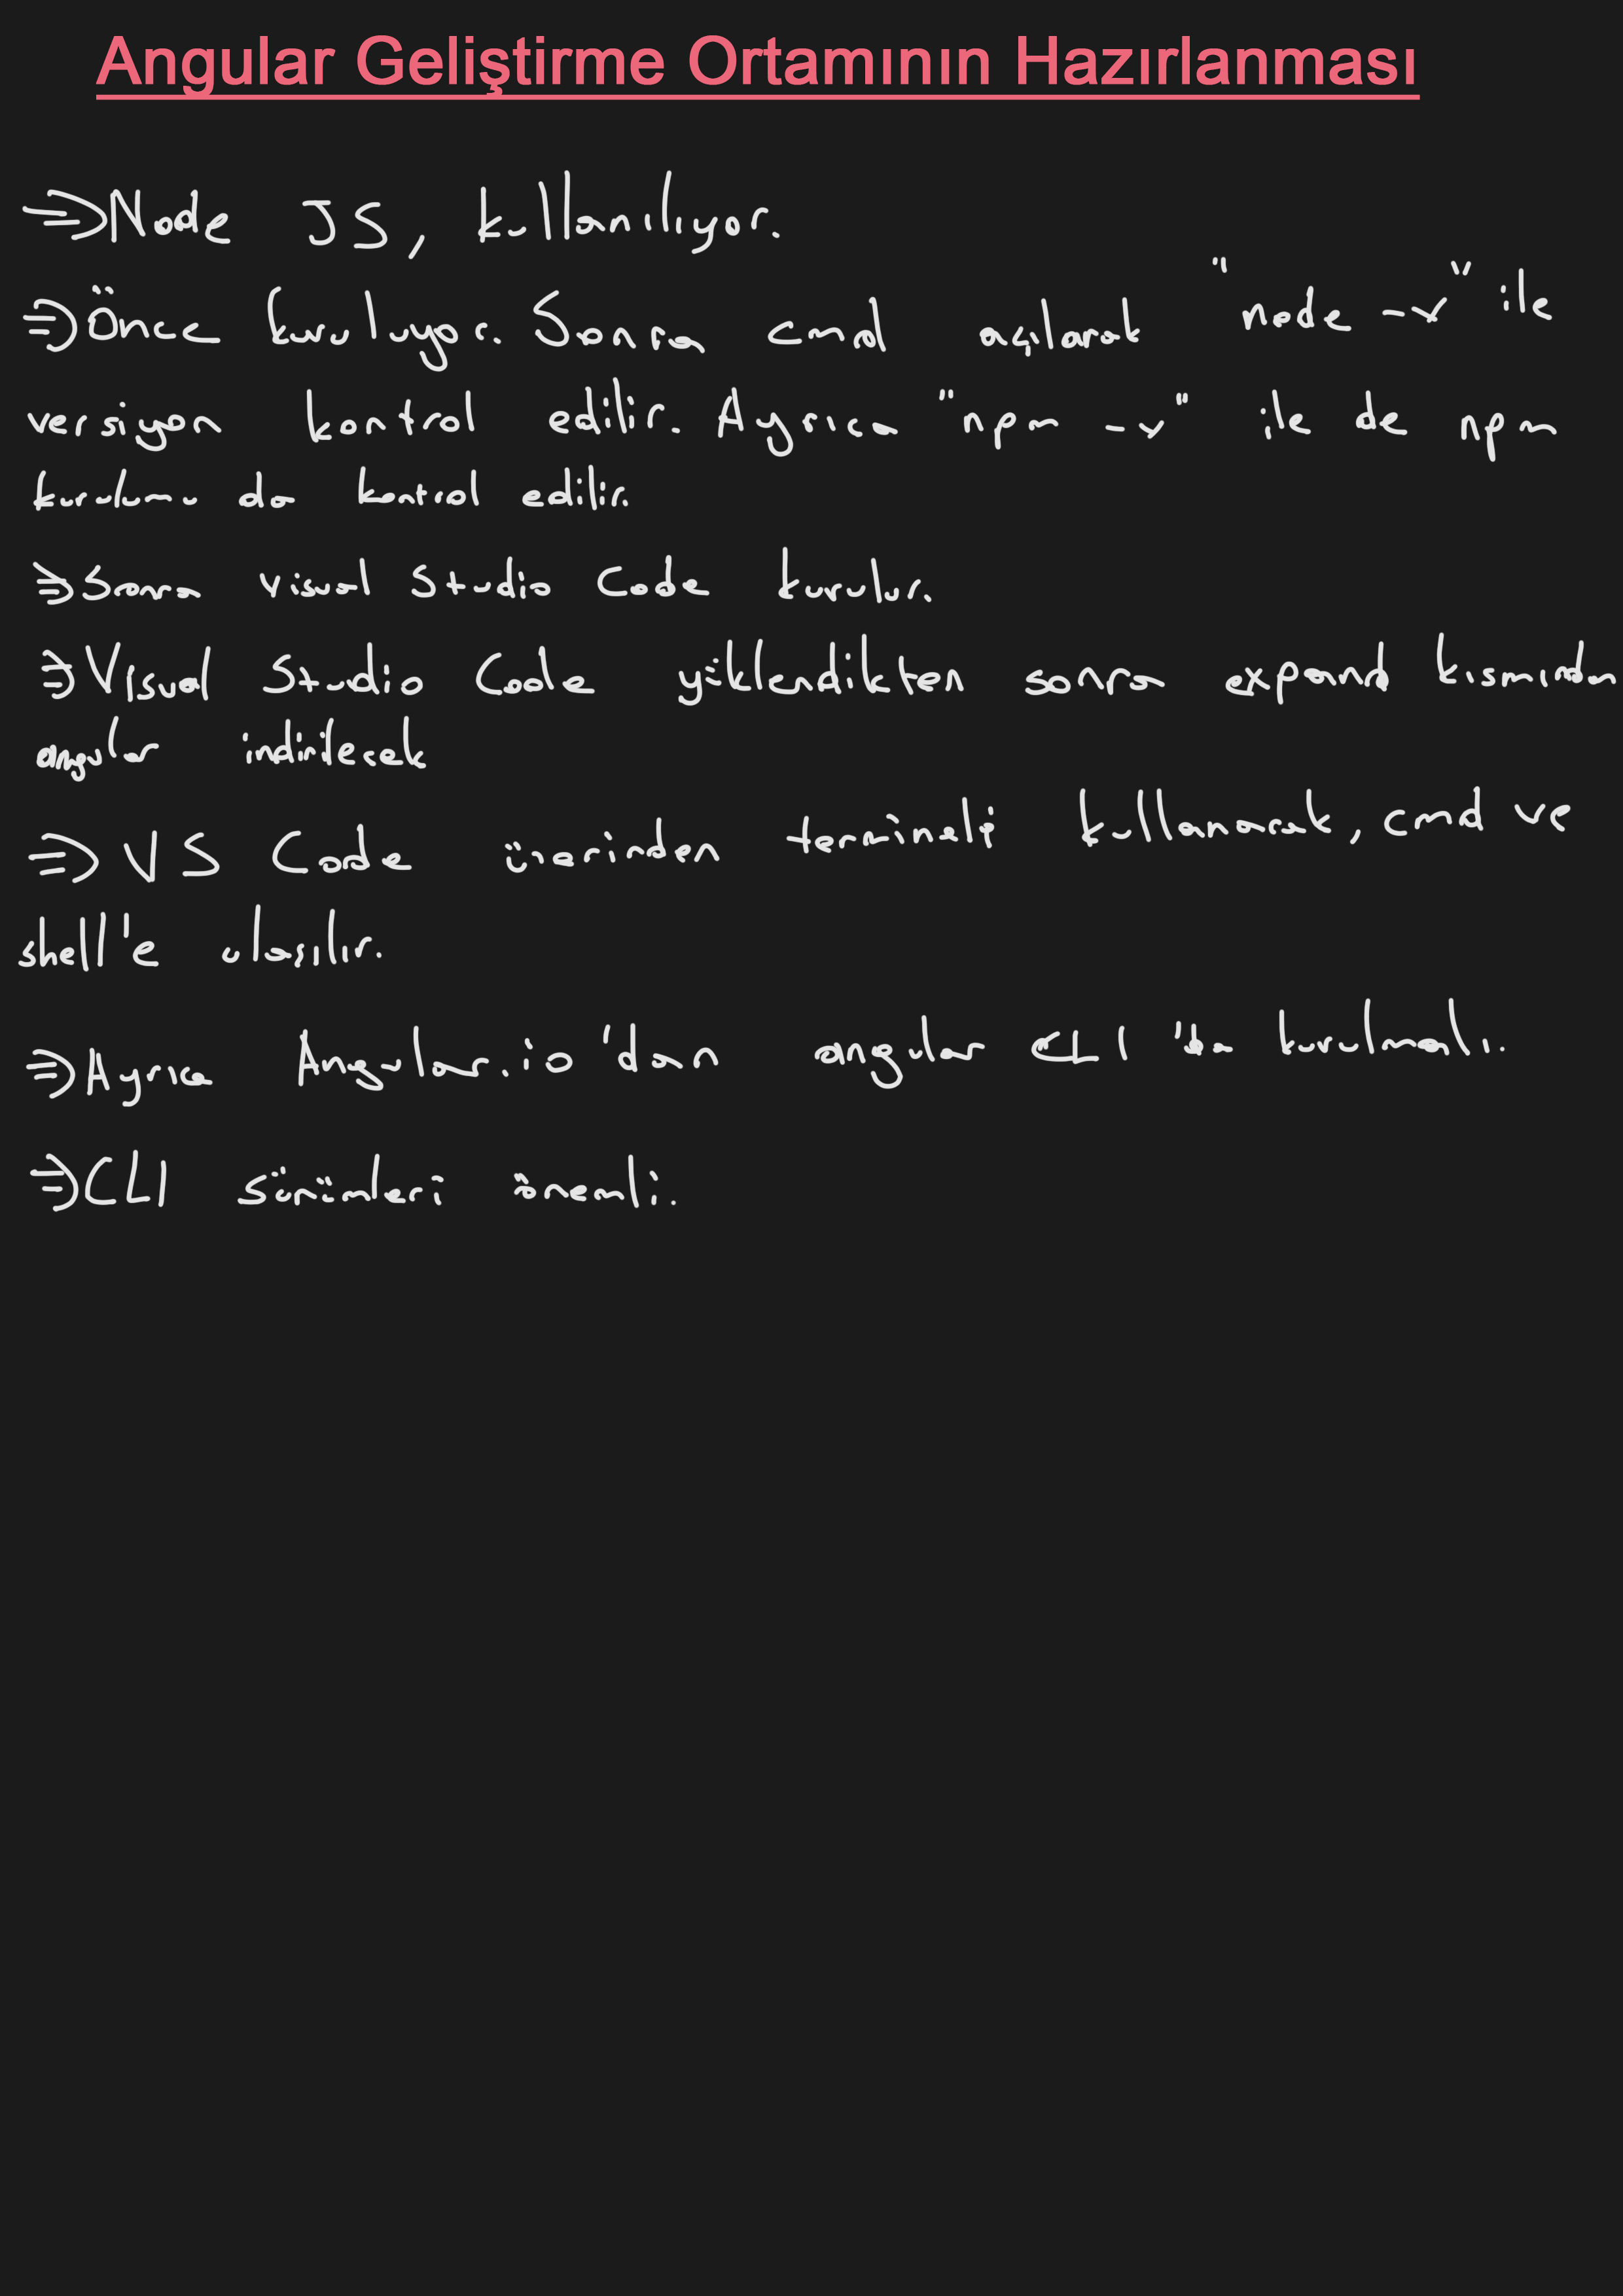 Angular Geliştirme Ortamının Hazırlanması
⇒ Node JS, kullanılıyor.
⇒ Önce kuruluyor. Sonra cmd açılarak "node -v" ile
versiyon kontrol edilir. Ayrıca "npm -v" ile de npm
kurulumu da kontrol edilir.
⇒ Sonra visual Studio Code kurulur.
⇒ Visual Studio Code yüklendikten sonra expand kısmından
angular indirilecek
⇒ VS Code üzerinden terminali kullanarak, cmd ve
shell'e ulaşılır.
⇒ Ayrıca Angular.io'dan angular CLI 'da kurulmalı.
⇒ CLI sürümleri önemli.